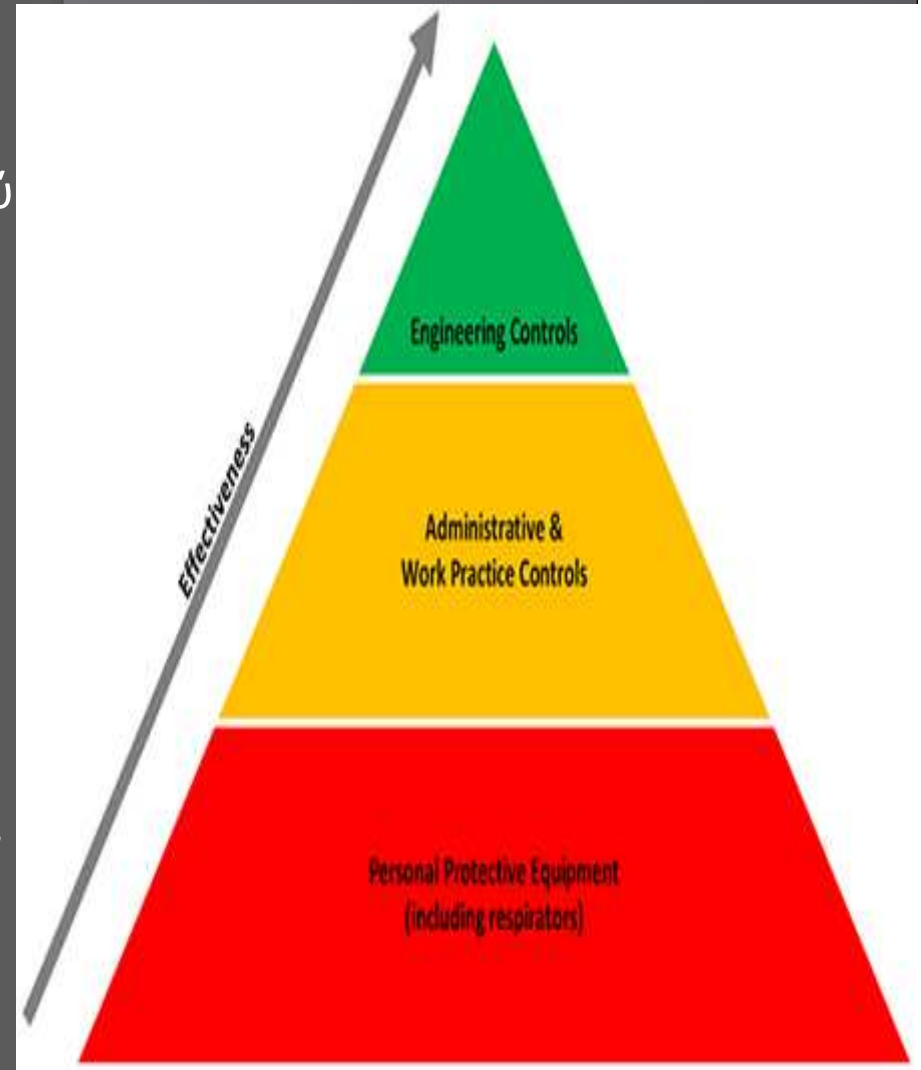 Effectiveness
Engineering Controls
Administrative &
Work Practice Controls
Personal Protective Equipment
(including respirators)